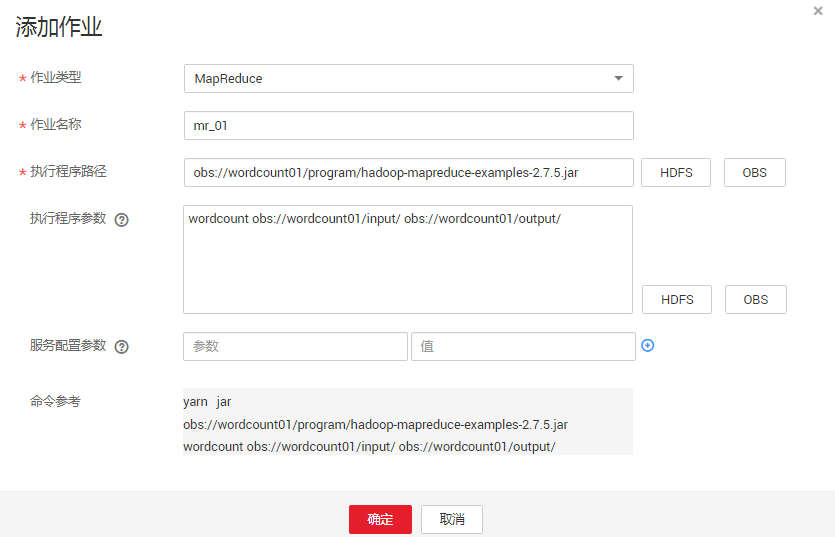 添加作业
×
* 作业类型
MapReduce
* 作业名称
mr_01
* 执行程序路径
obs://wordcount01/program/hadoop-mapreduce-examples-2.7.5.jar
HDFS
OBS
执行程序参数 ?
wordcount obs://wordcount01/input/ obs://wordcount01/output/
HDFS
OBS
服务配置参数 ?
参数
值
命令参考
yarn jar
obs://wordcount01/program/hadoop-mapreduce-examples-2.7.5.jar
wordcount obs://wordcount01/input/ obs://wordcount01/output/
确定
取消